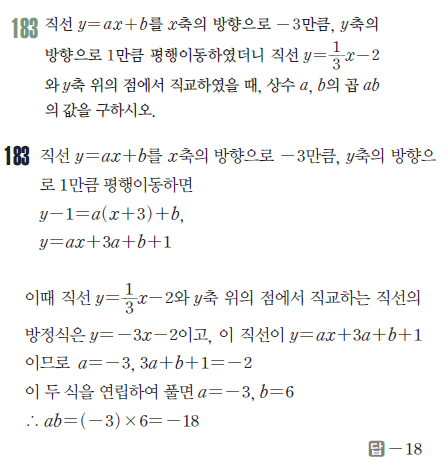 183 직선 y=ax+b를 x축의 방향으로 −3만큼, y축의
방향으로 1만큼 평행이동하였더니 직선 y=1/3x−2
와 y축 위의 점에서 직교하였을 때, 상수 a, b의 곱 ab
의 값을 구하시오.
183 직선 y=ax+b를 x축의 방향으로 −3만큼, y축의 방향으
로 1만큼 평행이동하면
y−1=a(x+3)+b,
y=ax+3a+b+1
이때 직선 y=1/3x−2와 y축 위의 점에서 직교하는 직선의
방정식은 y=−3x−2이고, 이 직선이 y=ax+3a+b+1
이므로 a=−3, 3a+b+1=−2
이 두 식을 연립하여 풀면 a=−3, b=6
∴ ab=(−3)×6=−18
답 −18